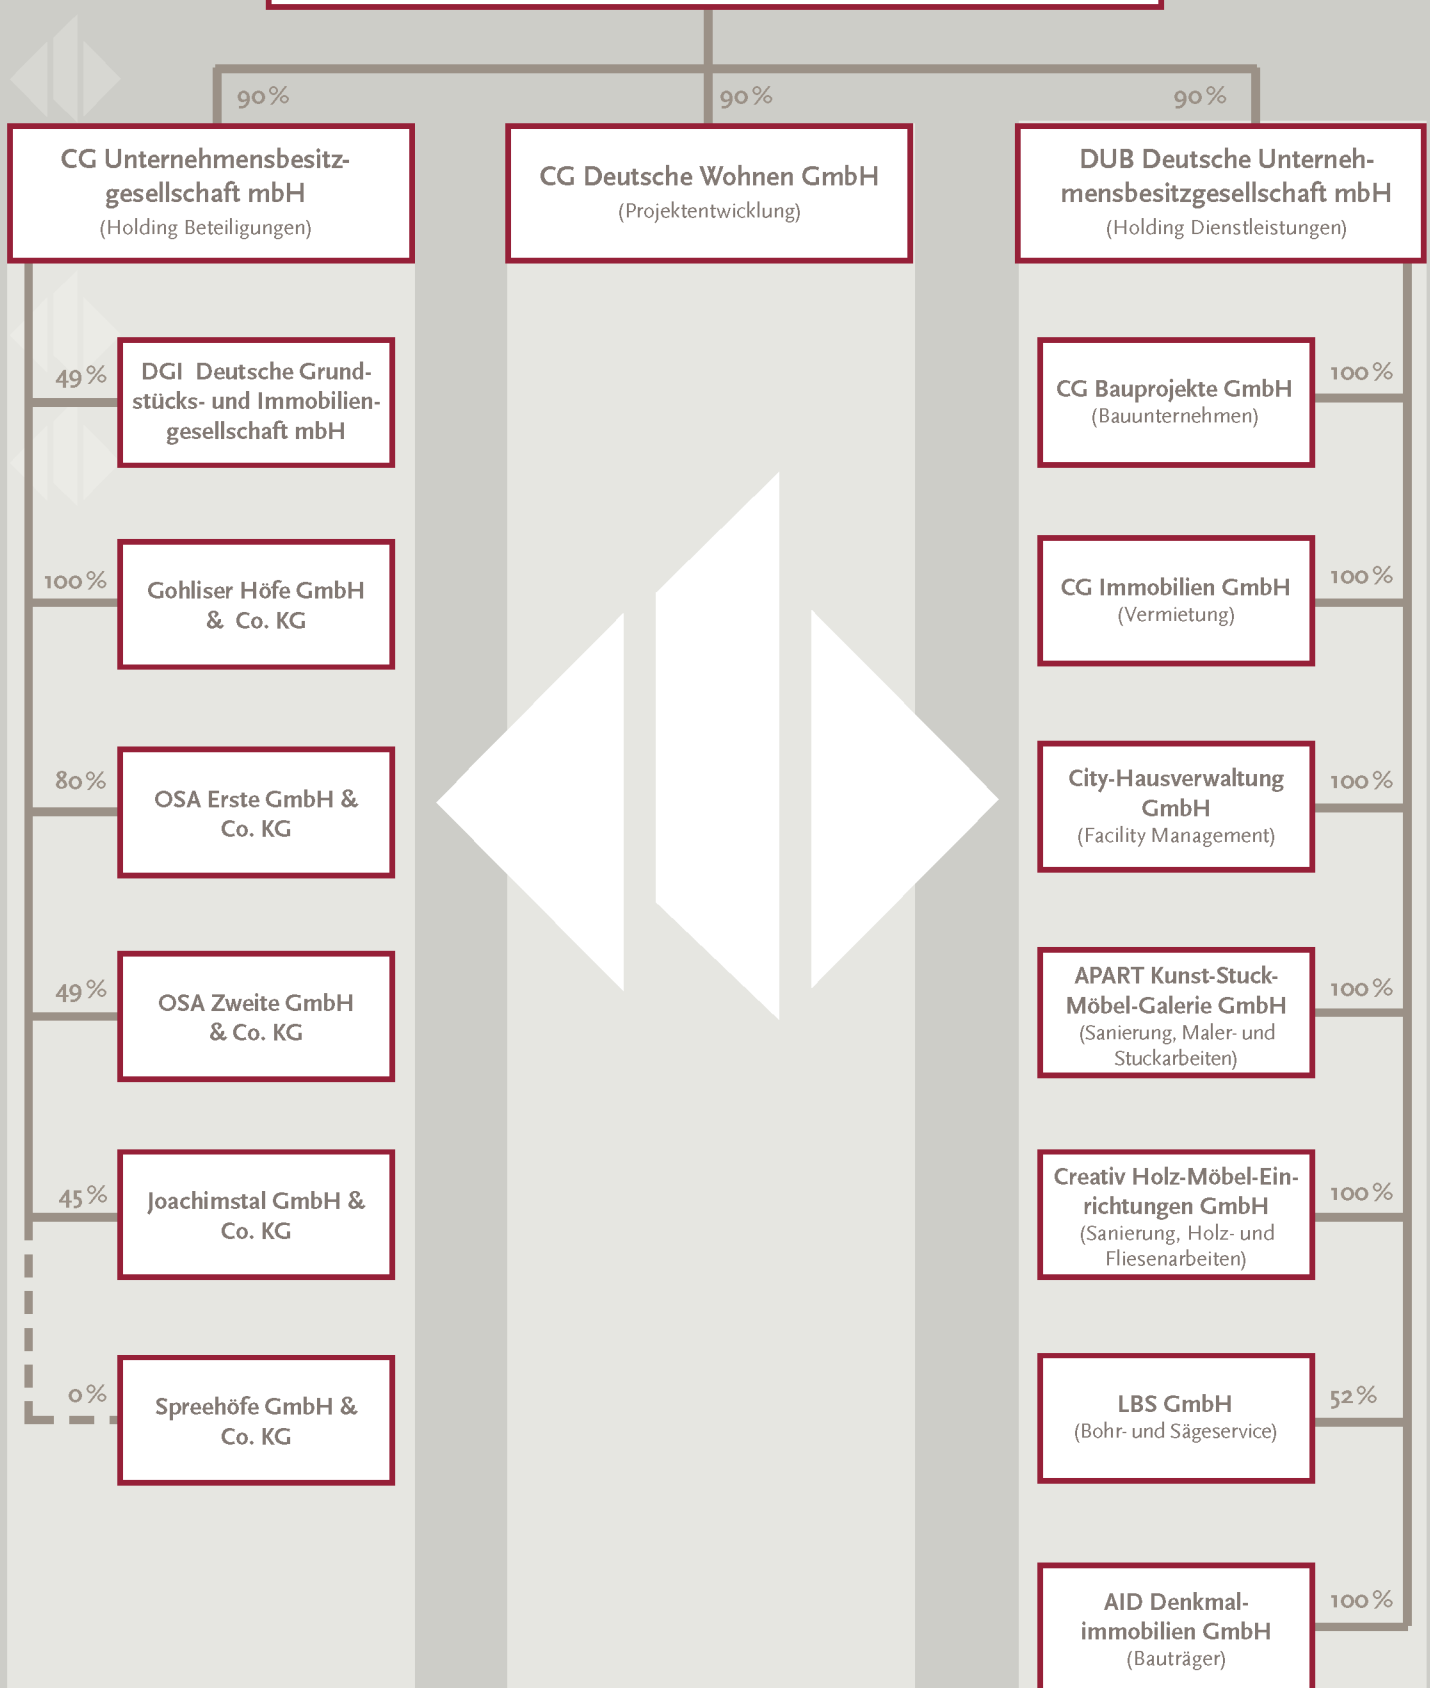 90%
90%
90%
CG Unternehmensbesitz-
gesellschaft mbH
(Holding Beteiligungen)
CG Deutsche Wohnen GmbH
(Projektentwicklung)
DUB Deutsche Unterneh-
mensbesitzgesellschaft mbH
(Holding Dienstleistungen)
49%
DGI Deutsche Grund-
stücks- und Immobilien-
gesellschaft mbH
100%
Gohliser Höfe GmbH
& Co. KG
80%
OSA Erste GmbH &
Co. KG
49%
OSA Zweite GmbH
& Co. KG
45%
Joachimstal GmbH &
Co. KG
0%
Spreehöfe GmbH &
Co. KG
CG Bauprojekte GmbH
(Bauunternehmen)
100%
CG Immobilien GmbH
(Vermietung)
100%
City-Hausverwaltung
GmbH
(Facility Management)
100%
APART Kunst-Stuck-
Möbel-Galerie GmbH
(Sanierung, Maler- und
Stuckarbeiten)
100%
Creativ Holz-Möbel-Ein-
richtungen GmbH
(Sanierung, Holz- und
Fliesenarbeiten)
100%
LBS GmbH
(Bohr- und Sägeservice)
52%
AID Denkmal-
immobilien GmbH
(Bauträger)
100%